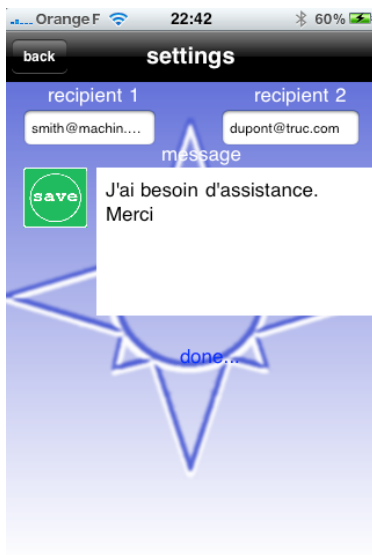 Orange F 22:42 60%
back settings
recipient 1 recipient 2
smith@machin.... dupont@truc.com
message
save
J'ai besoin d'assistance.
Merci
done...